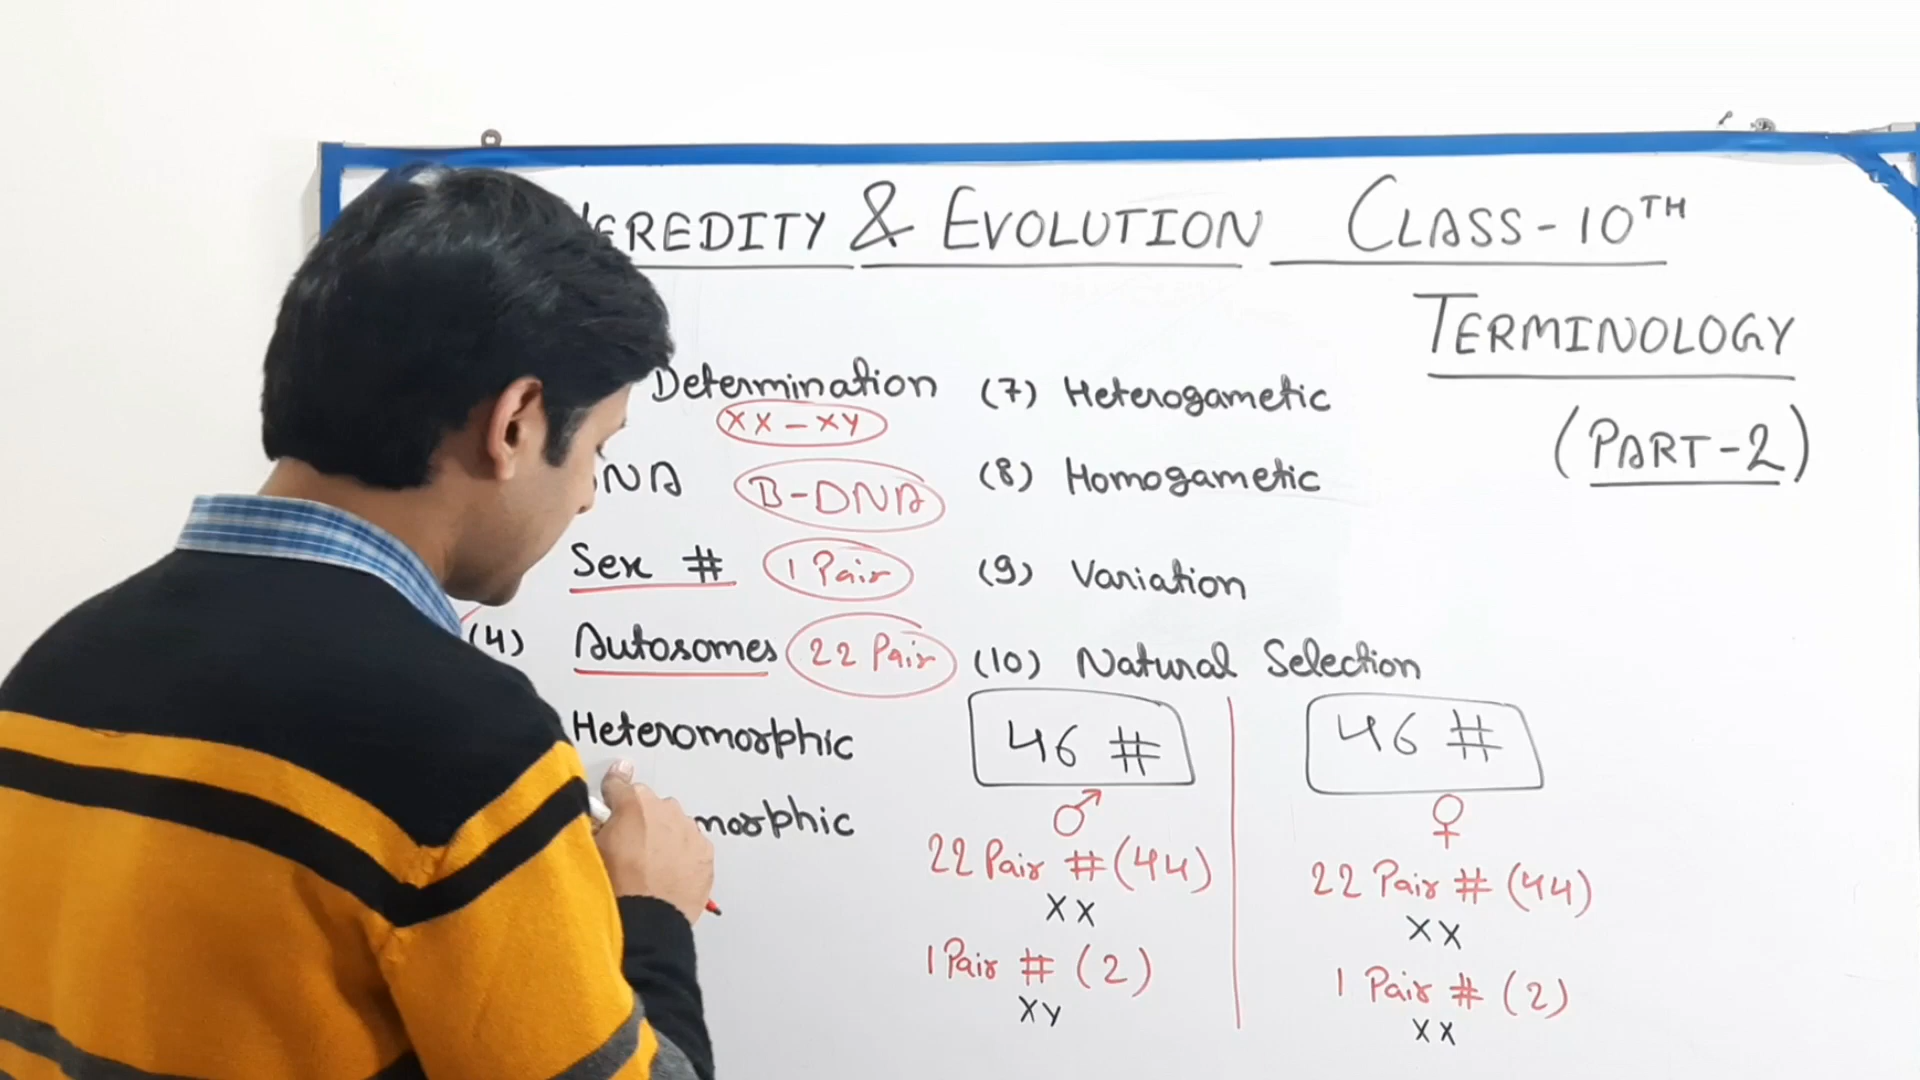 EREDITY & EVOLUTION CLASS-10TH
TERMINOLOGY
(PART-2)
Determination
XX-XY
NA B-DNA
Sex # 1 Pair
(4) Autosomes 22 Pair
Heteromorphic
morphic
(7) Heterogametic
(8) Homogametic
(9) Variation
(10) Natural Selection
46 #
♂
22 Pair # (44)
XX
1 Pair # (2)
XY
46 #
♀
22 Pair # (44)
XX
1 Pair # (2)
XX